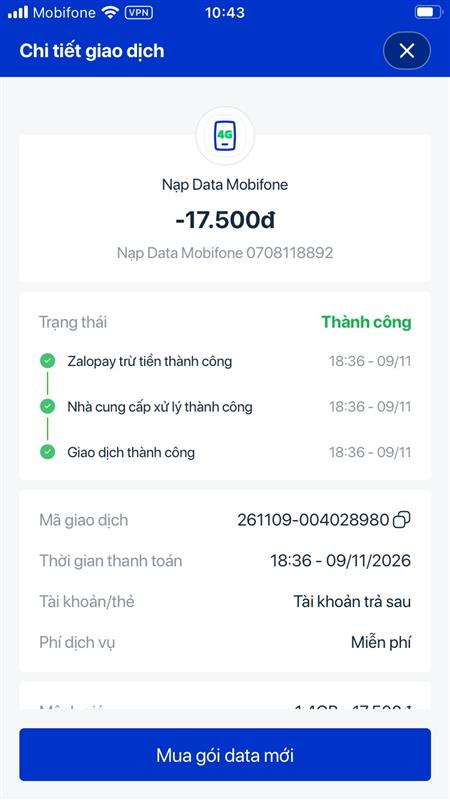 Mobifone VPN 10:43
Chi tiết giao dịch
4G
Nạp Data Mobifone
-17.500đ
Nạp Data Mobifone 0708118892
Trạng thái Thành công
Zalopay trừ tiền thành công 18:36 - 09/11
Nhà cung cấp xử lý thành công 18:36 - 09/11
Giao dịch thành công 18:36 - 09/11
Mã giao dịch 261109-004028980
Thời gian thanh toán 18:36 - 09/11/2026
Tài khoản/thẻ Tài khoản trả sau
Phí dịch vụ Miễn phí
Mua gói data mới